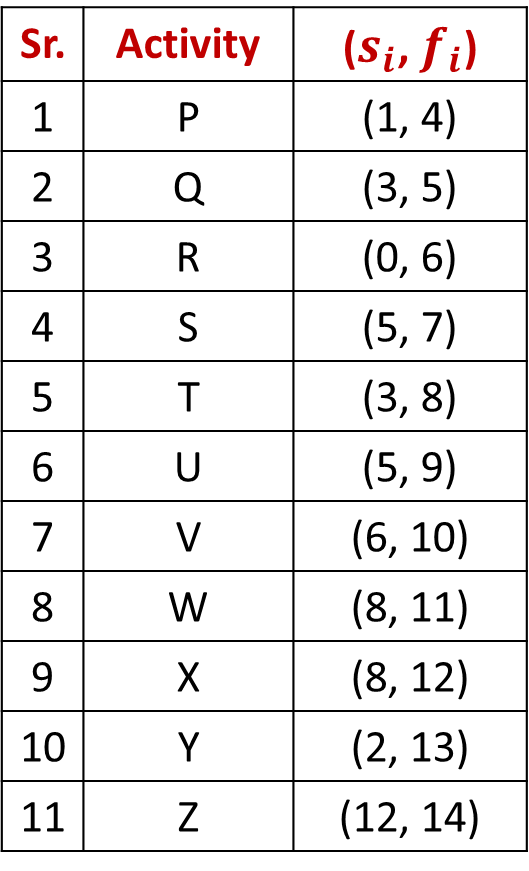 Sr. Activity (sᵢ, fᵢ)
1 P (1, 4)
2 Q (3, 5)
3 R (0, 6)
4 S (5, 7)
5 T (3, 8)
6 U (5, 9)
7 V (6, 10)
8 W (8, 11)
9 X (8, 12)
10 Y (2, 13)
11 Z (12, 14)